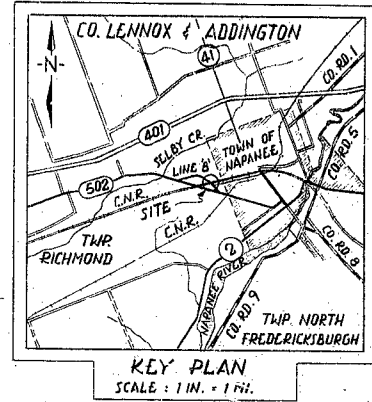 CO. LENNOX & ADDINGTON
-N-
41
CO. RD. 1
401
SELBY CR.
TOWN OF
NAPANEE
CO. RD. 5
LINE 'B'
502
C.N.R.
SITE
C.N.R.
TWP.
RICHMOND
2
NAPANEE RIVER
CO. RD. 8
CO. RD. 9
TWP. NORTH
FREDERICKSBURGH
KEY PLAN
SCALE : 1 IN. = 1 MI.